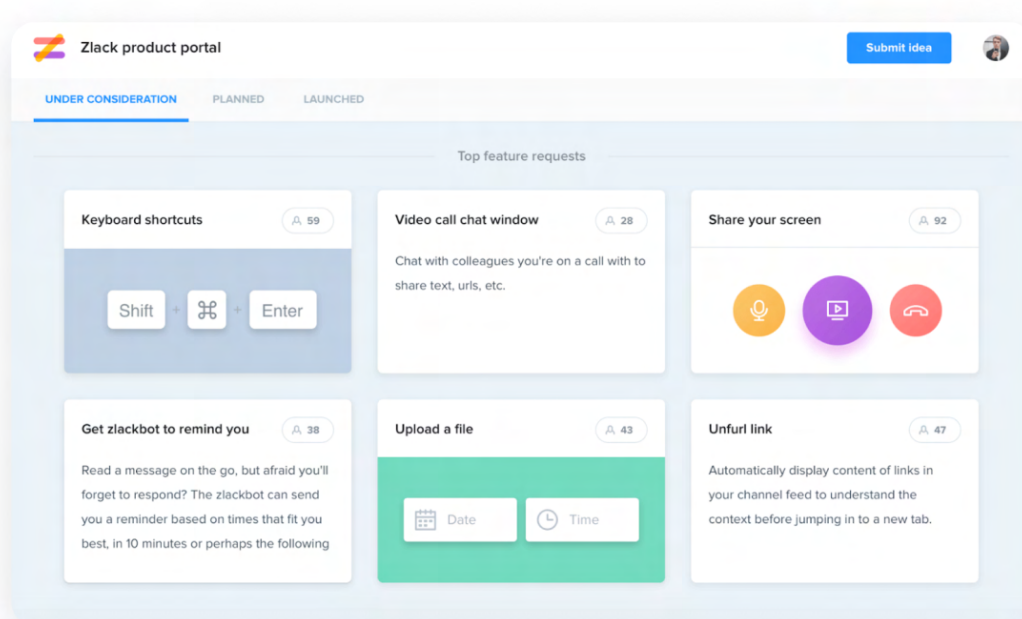 Zlack product portal
Submit idea
UNDER CONSIDERATION PLANNED LAUNCHED
Top feature requests
Keyboard shortcuts 59
Shift + ⌘ + Enter
Video call chat window 28
Chat with colleagues you're on a call with to
share text, urls, etc.
Share your screen 92
Get zlackbot to remind you 38
Read a message on the go, but afraid you'll
forget to respond? The zlackbot can send
you a reminder based on times that fit you
best, in 10 minutes or perhaps the following
Upload a file 43
Date Time
Unfurl link 47
Automatically display content of links in
your channel feed to understand the
context before jumping in to a new tab.